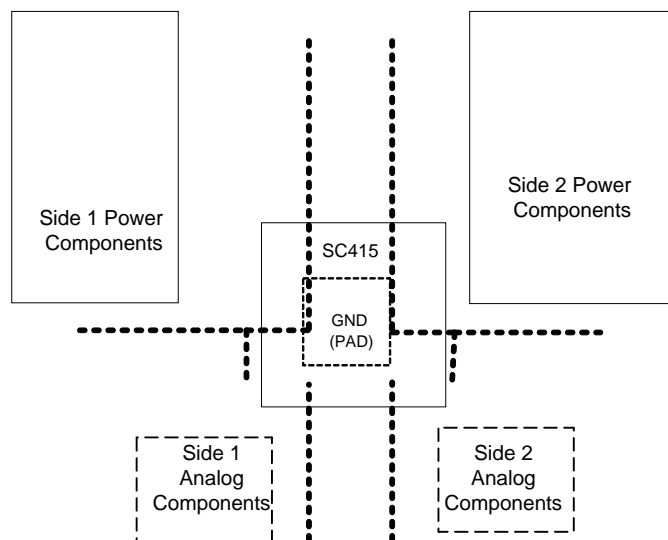 Side 1 Power
Components
Side 2 Power
Components
SC415
GND
(PAD)
Side 1
Analog
Components
Side 2
Analog
Components